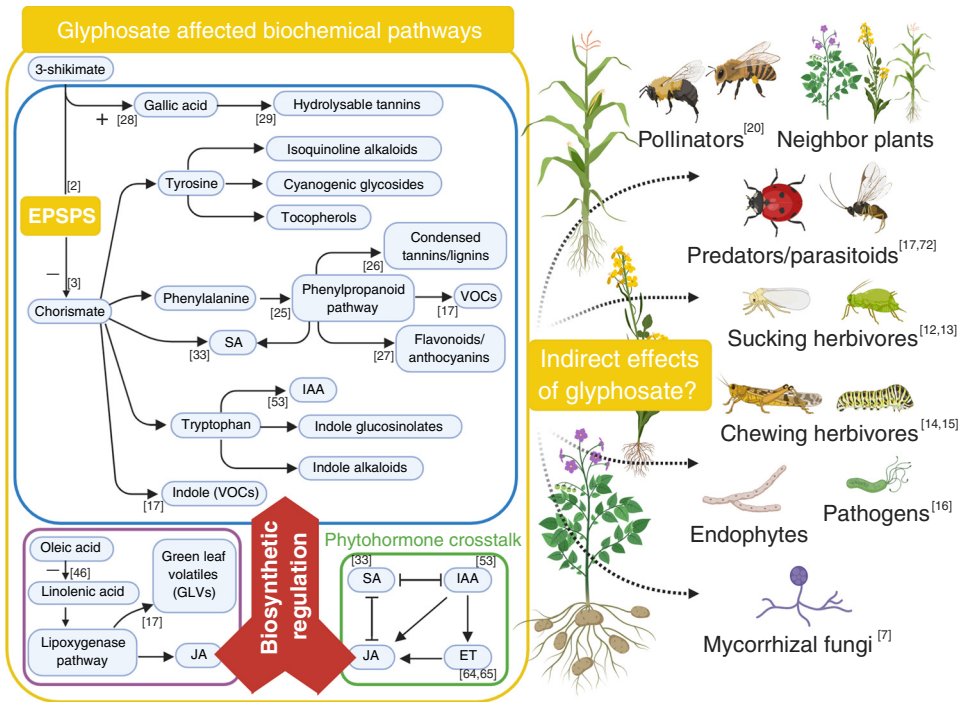 Glyphosate affected biochemical pathways
3-shikimate
Gallic acid
Hydrolysable tannins
+
[28]
[29]
Isoquinoline alkaloids
[2]
Tyrosine
Cyanogenic glycosides
EPSPS
Tocopherols
Condensed
tannins/lignins
[26]
–
[3]
Chorismate
Phenylalanine
[25]
Phenylpropanoid
pathway
[17]
VOCs
[33]
SA
[27]
Flavonoids/
anthocyanins
IAA
[53]
Tryptophan
Indole glucosinolates
Indole alkaloids
[17]
Indole (VOCs)
Oleic acid
–
[46]
Linolenic acid
Green leaf
volatiles
(GLVs)
[17]
Lipoxygenase
pathway
JA
Biosynthetic
regulation
Phytohormone crosstalk
[33]
[53]
SA
IAA
JA
ET
[64,65]
Pollinators[20]
Neighbor plants
Predators/parasitoids[17,72]
Sucking herbivores[12,13]
Indirect effects
of glyphosate?
Chewing herbivores[14,15]
Endophytes
Pathogens[16]
Mycorrhizal fungi [7]